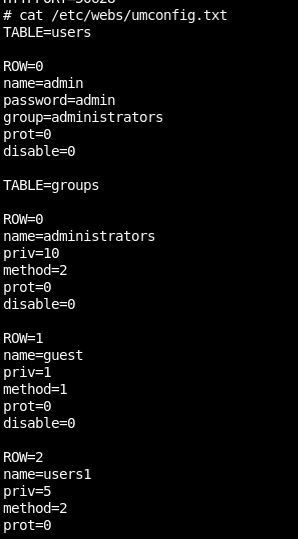 # cat /etc/webs/umconfig.txt
TABLE=users
ROW=0
name=admin
password=admin
group=administrators
prot=0
disable=0
TABLE=groups
ROW=0
name=administrators
priv=10
method=2
prot=0
disable=0
ROW=1
name=guest
priv=1
method=1
prot=0
disable=0
ROW=2
name=users1
priv=5
method=2
prot=0